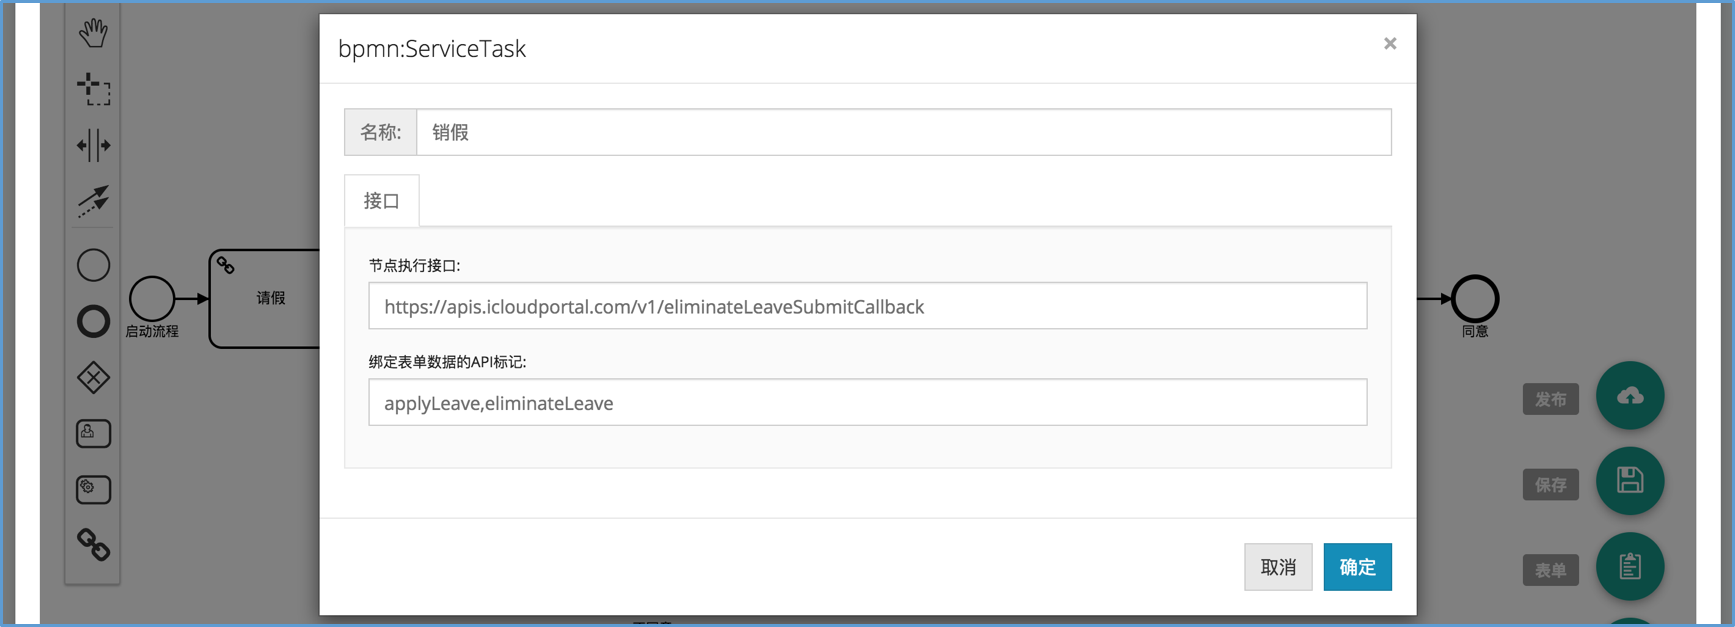 bpmn:ServiceTask
×
名称: 销假
接口
节点执行接口:
https://apis.icloudportal.com/v1/eliminateLeaveSubmitCallback
绑定表单数据的API标记:
applyLeave,eliminateLeave
取消 确定
请假
启动流程
同意
发布
保存
表单